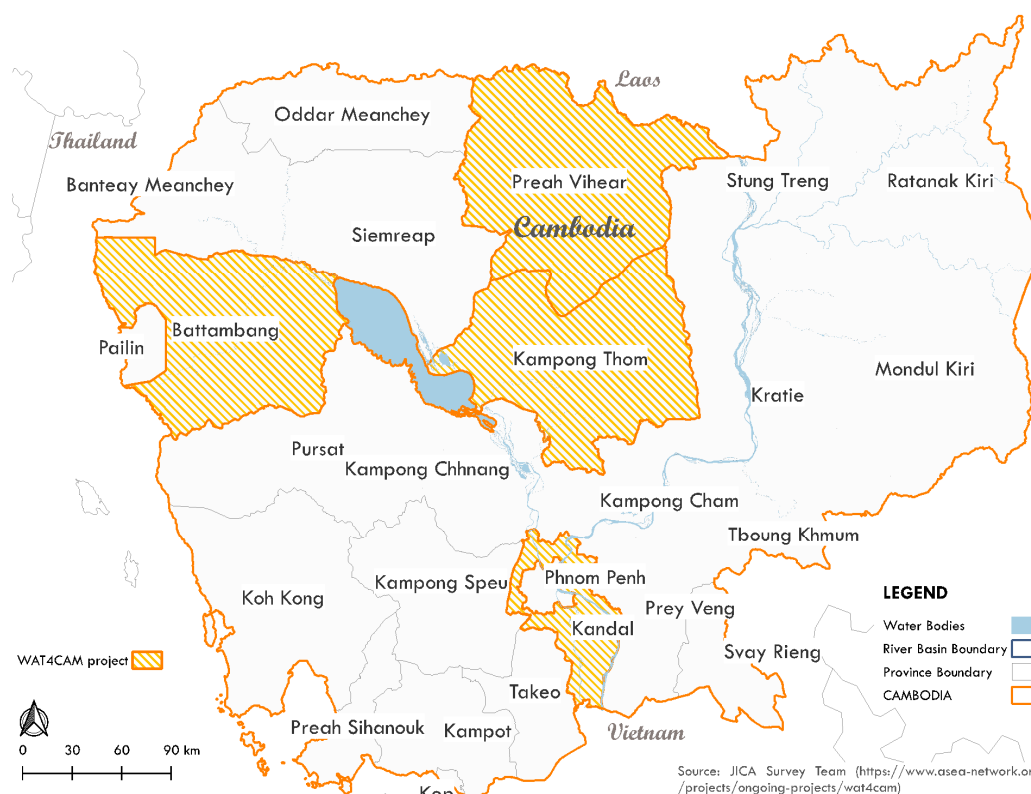 Laos
Oddar Meanchey
Thailand
Banteay Meanchey
Preah Vihear
Stung Treng
Ratanak Kiri
Siemreap
Cambodia
Battambang
Pailin
Kampong Thom
Mondul Kiri
Kratie
Pursat
Kampong Chhnang
Kampong Cham
Tboung Khmum
Kampong Speu
Phnom Penh
Koh Kong
Prey Veng
Kandal
Svay Rieng
Takeo
Preah Sihanouk
Kampot
Vietnam
WAT4CAM project
0 30 60 90 km
LEGEND
Water Bodies
River Basin Boundary
Province Boundary
CAMBODIA
Source: JICA Survey Team (https://www.asea-network.or
/projects/ongoing-projects/wat4cam)